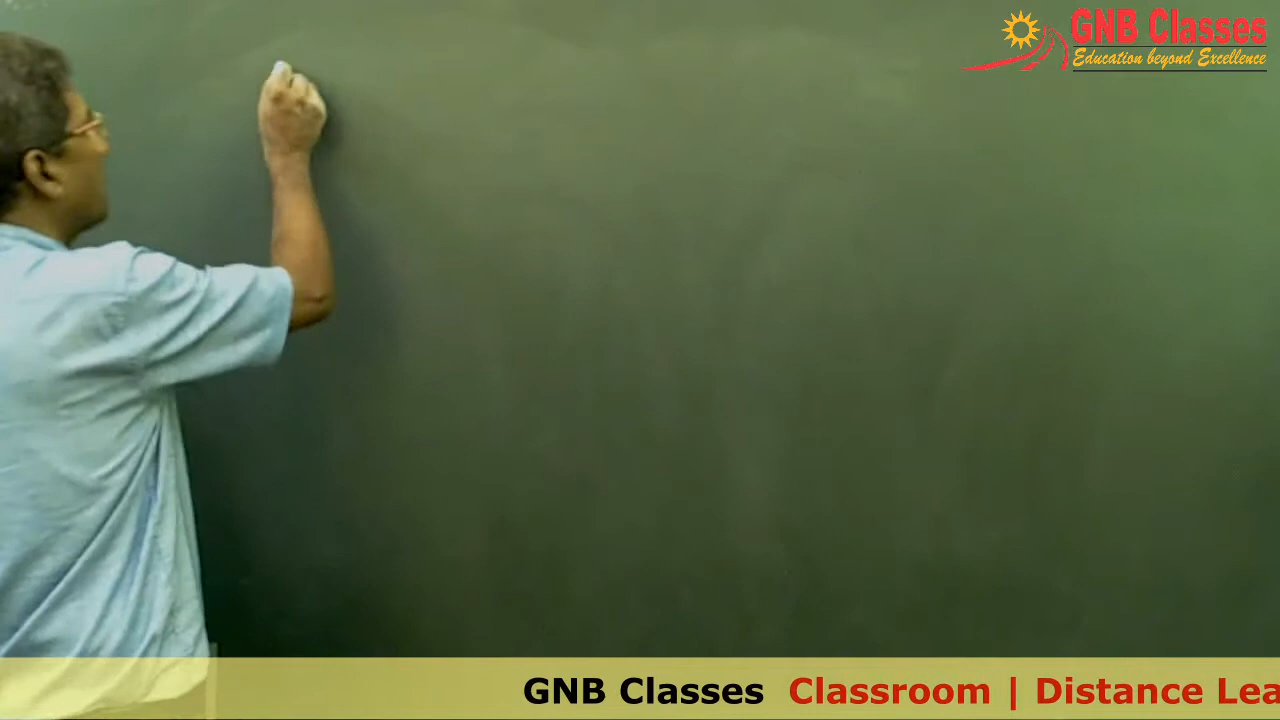 GNB Classes
Education beyond Excellence
GNB Classes Classroom | Distance Lea